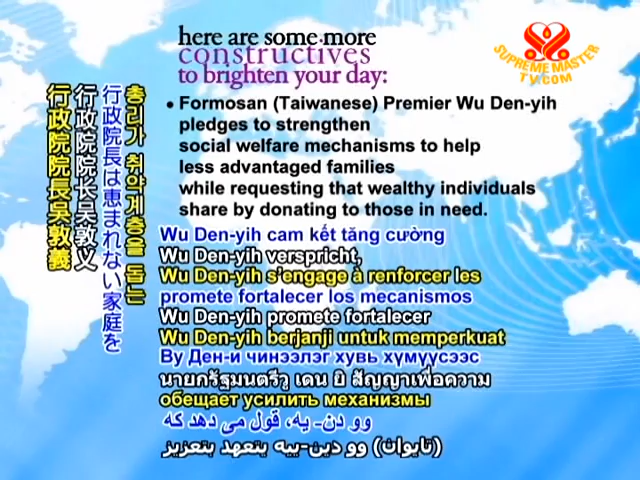 here are some more
constructives
to brighten your day:
SUPREME MASTER
TV.COM
• Formosan (Taiwanese) Premier Wu Den-yih
pledges to strengthen
social welfare mechanisms to help
less advantaged families
while requesting that wealthy individuals
share by donating to those in need.
총리가 취약계층을 돕는
行政院長は恵まれない家庭を
行政院院长吴敦义
行政院院長吳敦義
Wu Den-yih cam kết tăng cường
Wu Den-yih verspricht,
Wu Den-yih s'engage à renforcer les
promete fortalecer los mecanismos
Wu Den-yih promete fortalecer
Wu Den-yih berjanji untuk memperkuat
Ву Ден-и чинээлэг хувь хүмүүсээс
นายกรัฐมนตรีวู เดน ยิ สัญญาเพื่อความ
обещает усилить механизмы
وو دن- یه، قول می دهد که
(تايوان) وو دين-ييه يتعهد بتعزيز